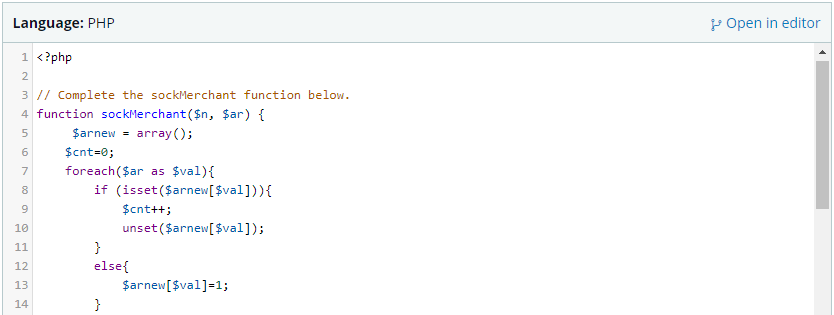 Language: PHP
Open in editor
1 <?php
2
3 // Complete the sockMerchant function below.
4 function sockMerchant($n, $ar) {
5      $arnew = array();
6     $cnt=0;
7     foreach($ar as $val){
8         if (isset($arnew[$val])){
9             $cnt++;
10             unset($arnew[$val]);
11         }
12         else{
13             $arnew[$val]=1;
14         }